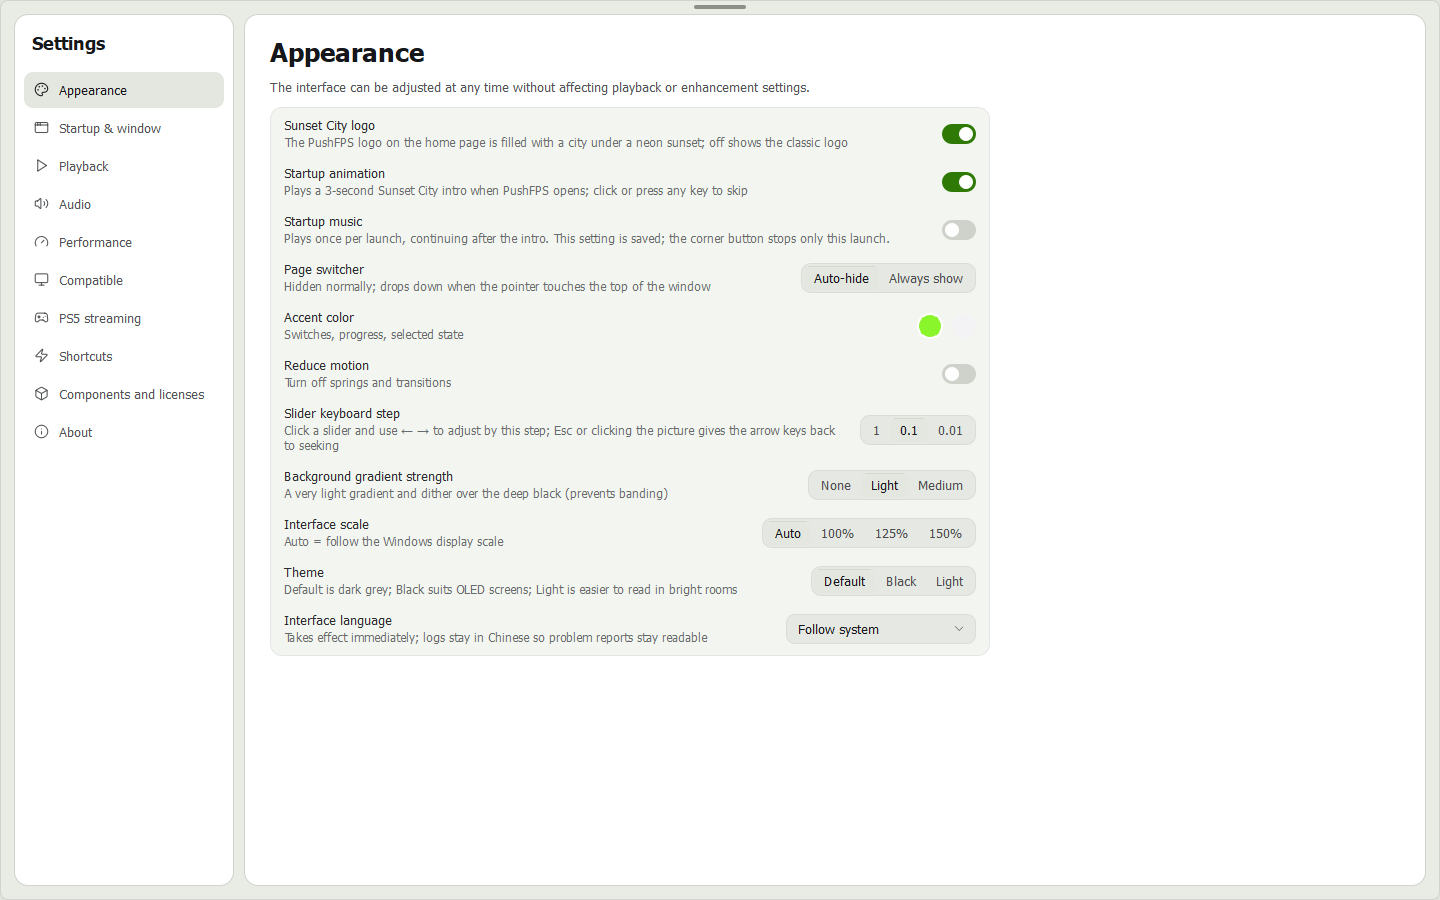 Settings
Appearance
Startup & window
Playback
Audio
Performance
Compatible
PS5 streaming
Shortcuts
Components and licenses
About
Appearance
The interface can be adjusted at any time without affecting playback or enhancement settings.
Sunset City logo
The PushFPS logo on the home page is filled with a city under a neon sunset; off shows the classic logo
Startup animation
Plays a 3-second Sunset City intro when PushFPS opens; click or press any key to skip
Startup music
Plays once per launch, continuing after the intro. This setting is saved; the corner button stops only this launch.
Page switcher
Hidden normally; drops down when the pointer touches the top of the window
Auto-hide Always show
Accent color
Switches, progress, selected state
Reduce motion
Turn off springs and transitions
Slider keyboard step
Click a slider and use ← → to adjust by this step; Esc or clicking the picture gives the arrow keys back
to seeking
1 0.1 0.01
Background gradient strength
A very light gradient and dither over the deep black (prevents banding)
None Light Medium
Interface scale
Auto = follow the Windows display scale
Auto 100% 125% 150%
Theme
Default is dark grey; Black suits OLED screens; Light is easier to read in bright rooms
Default Black Light
Interface language
Takes effect immediately; logs stay in Chinese so problem reports stay readable
Follow system